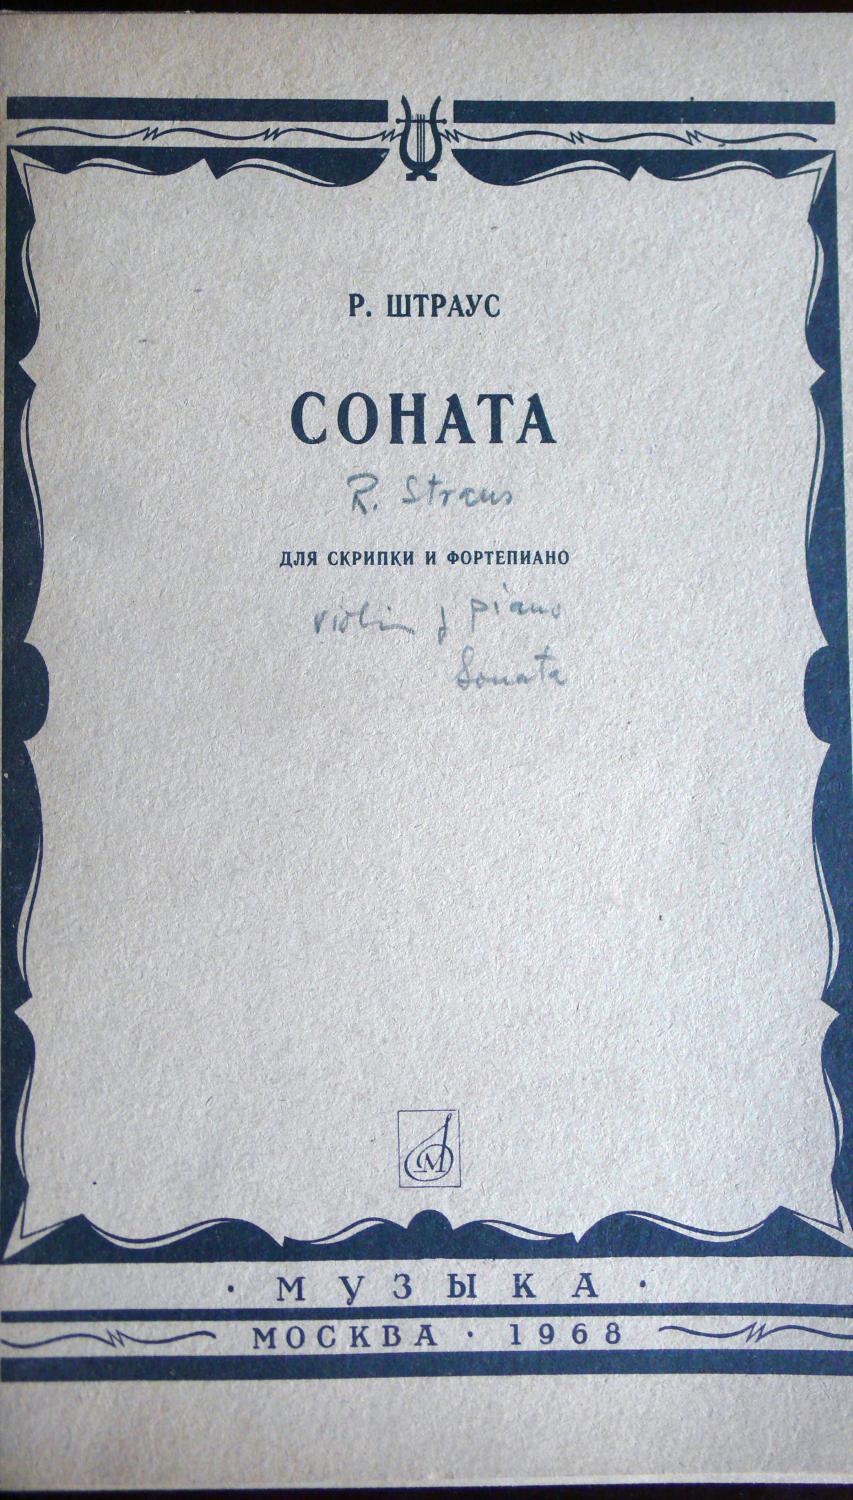 Р. ШТРАУС
СОНАТА
R. Straus
ДЛЯ СКРИПКИ И ФОРТЕПИАНО
violin piano
Sonata
М
· МУЗЫКА ·
МОСКВА · 1968